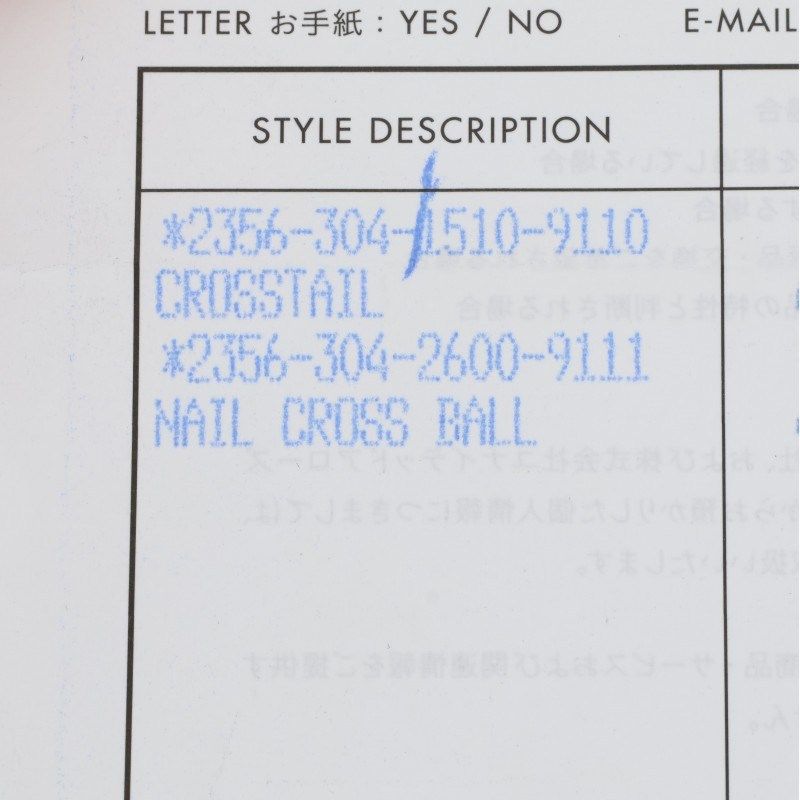 LETTER お手紙 : YES / NO E-MAIL
STYLE DESCRIPTION
*2356-304-1510-9110
CROSSTAIL
*2356-304-2600-9111
NAIL CROSS BALL